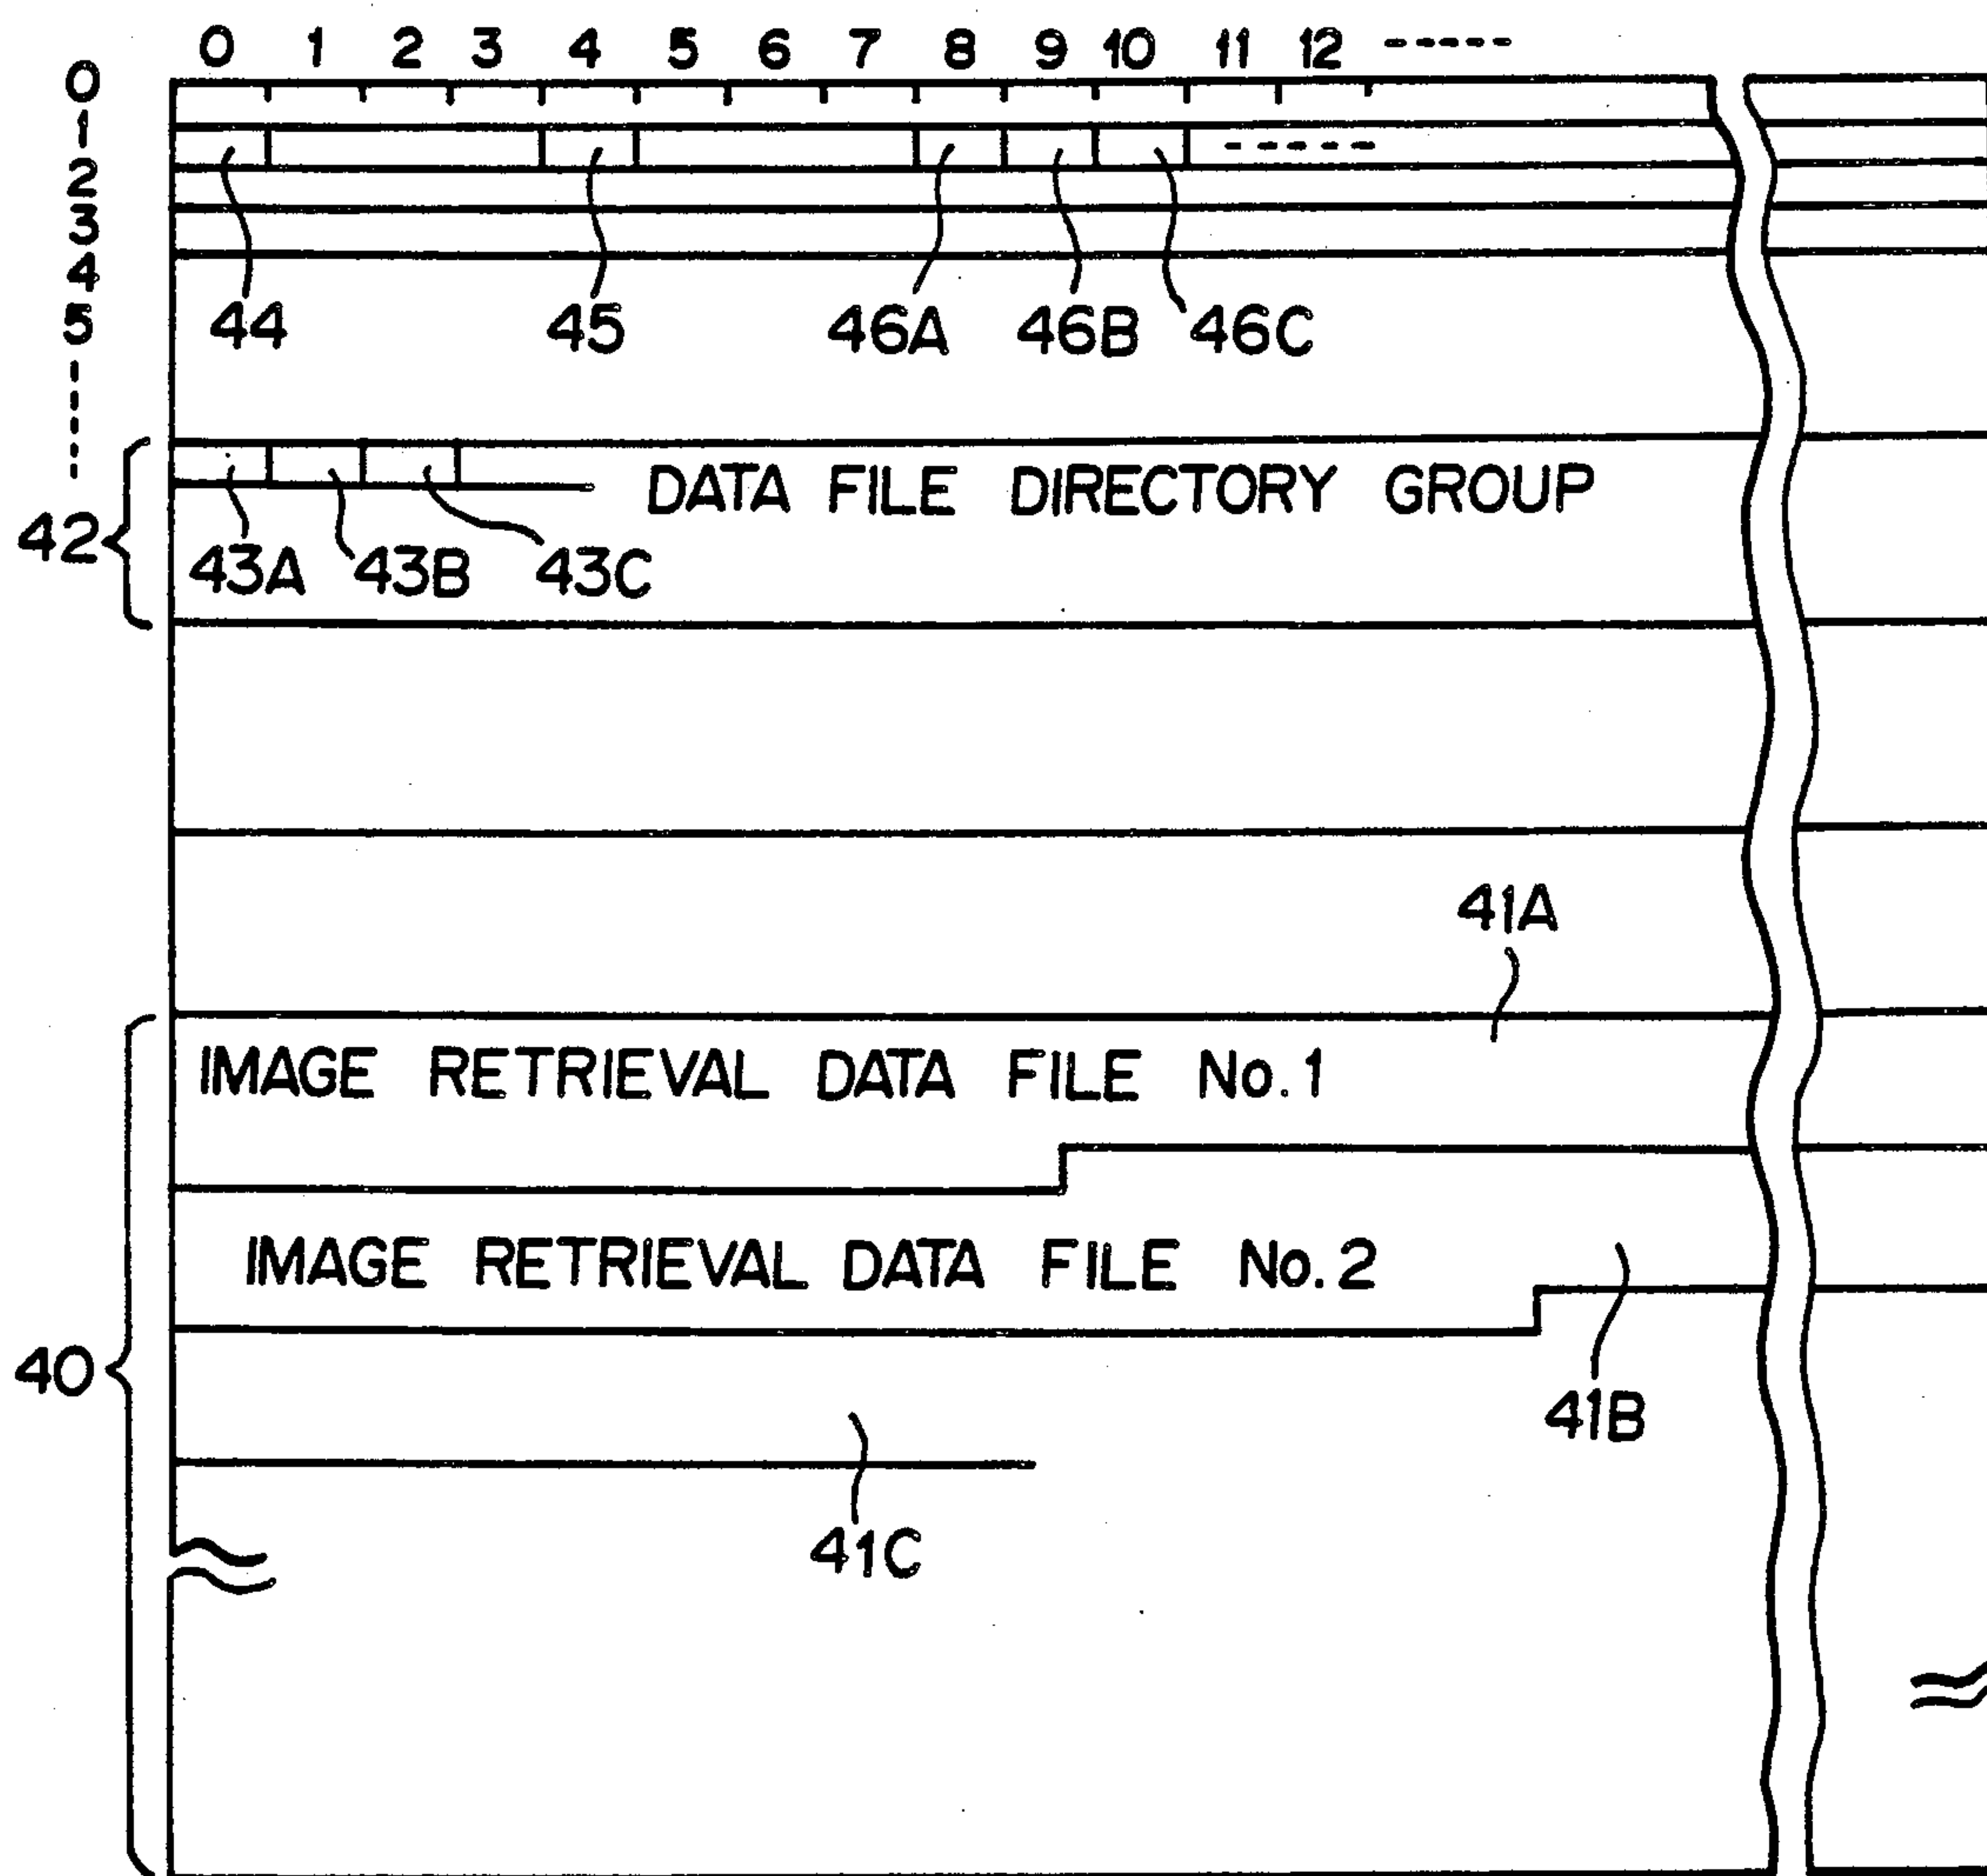 0 1 2 3 4 5 6 7 8 9 10 11 12 -----
0
1
2
3
4
5
44 45 46A 46B 46C
DATA FILE DIRECTORY GROUP
42
43A 43B 43C
41A
IMAGE RETRIEVAL DATA FILE No.1
IMAGE RETRIEVAL DATA FILE No.2
40
41B
41C